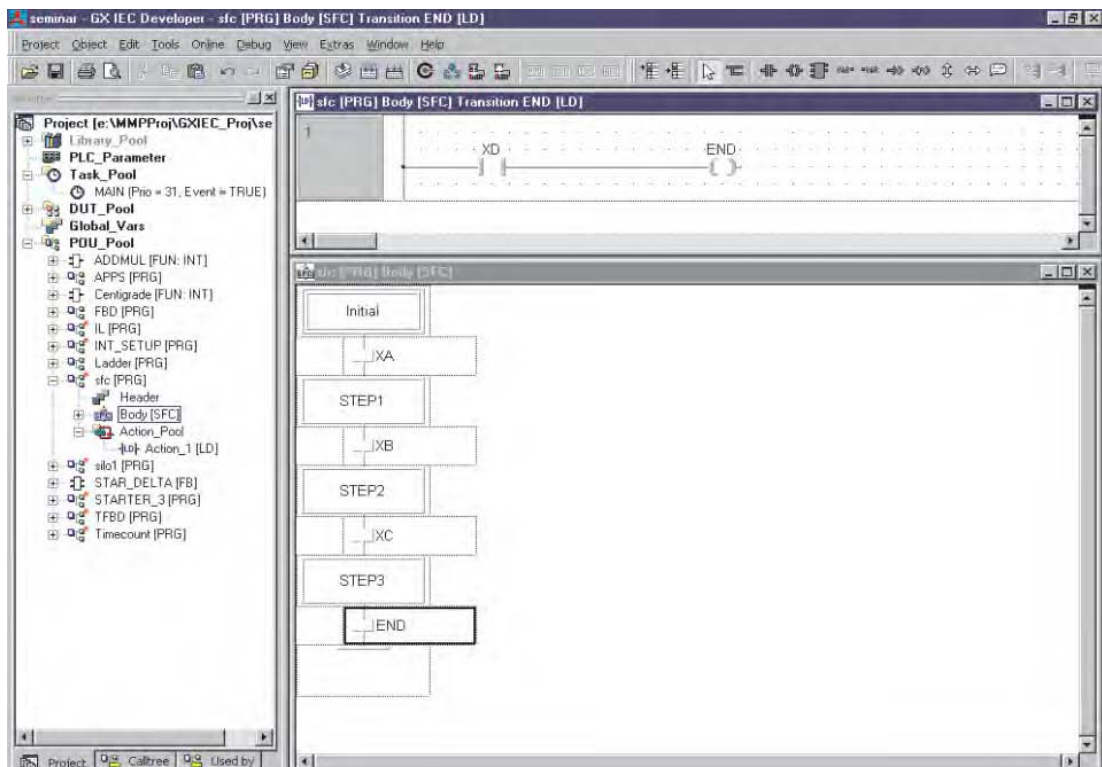 seminar - GX IEC Developer - sfc [PRG] Body [SFC] Transition END [LD]
Project Object Edit Tools Online Debug View Extras Window Help
Project [e:\MMPProj\GXIEC_Proj\se
Library_Pool
PLC_Parameter
Task_Pool
MAIN (Prio = 31, Event = TRUE)
DUT_Pool
Global_Vars
POU_Pool
ADDMUL [FUN: INT]
APPS [PRG]
Centigrade [FUN: INT]
FBD [PRG]
IL [PRG]
INT_SETUP [PRG]
Ladder [PRG]
sfc [PRG]
Header
Body [SFC]
Action_Pool
Action_1 [LD]
silo1 [PRG]
STAR_DELTA [FB]
STARTER_3 [PRG]
TFBD [PRG]
Timecount [PRG]
Project Calltree Used by
sfc [PRG] Body [SFC] Transition END [LD]
1
XD END
sfc [PRG] Body [SFC]
Initial
XA
STEP1
XB
STEP2
XC
STEP3
END